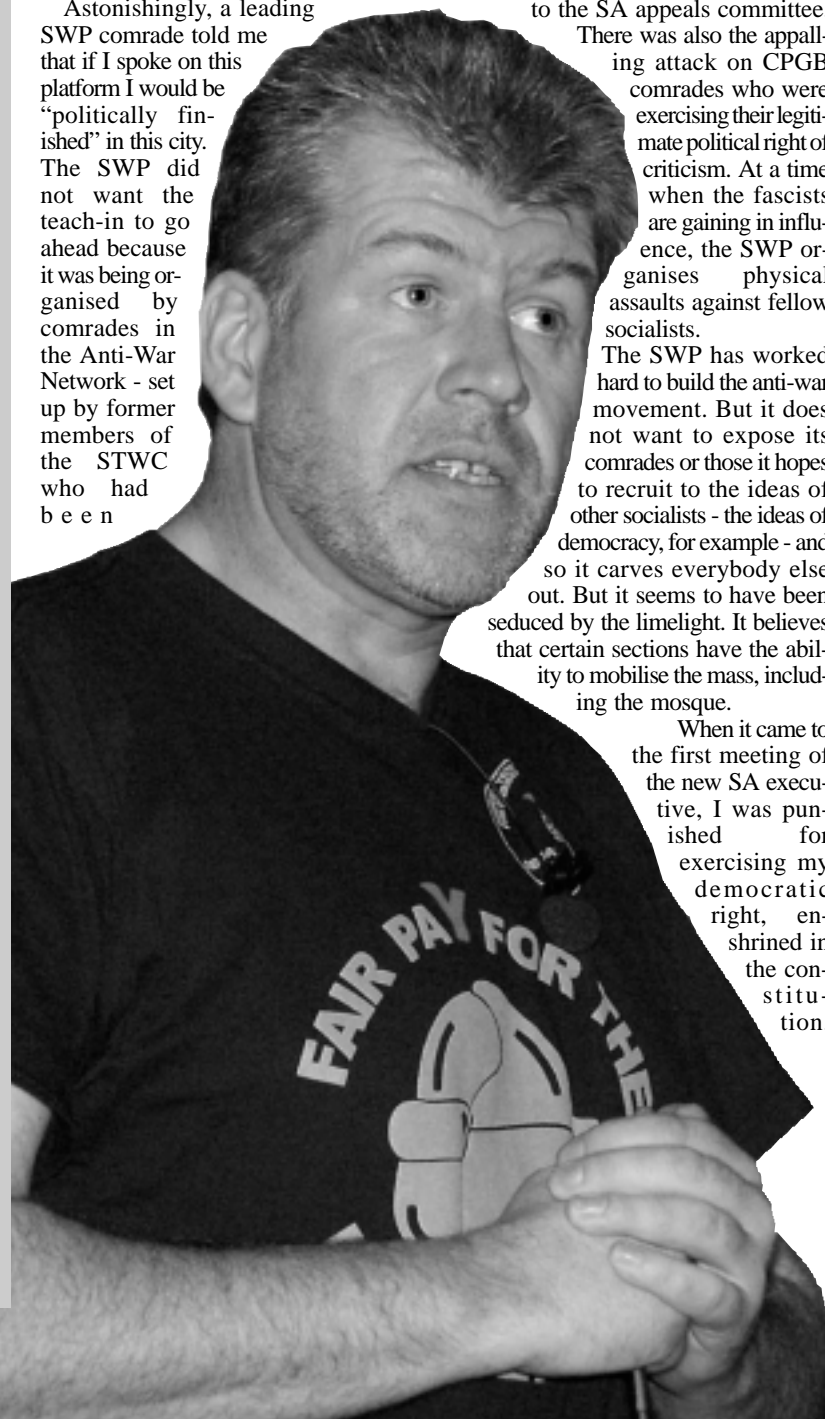 Astonishingly, a leading
SWP comrade told me
that if I spoke on this
platform I would be
“politically fin-
ished” in this city.
The SWP did
not want the
teach-in to go
ahead because
it was being or-
ganised by
comrades in
the Anti-War
Network - set
up by former
members of
the STWC
who had
been
to the SA appeals committee
There was also the appall-
ing attack on CPGB
comrades who were
exercising their legiti-
mate political right of
criticism. At a time
when the fascists
are gaining in influ-
ence, the SWP or-
ganises physical
assaults against fellow
socialists.
The SWP has worked
hard to build the anti-war
movement. But it does
not want to expose its
comrades or those it hopes
to recruit to the ideas of
other socialists - the ideas of
democracy, for example - and
so it carves everybody else
out. But it seems to have been
seduced by the limelight. It believes
that certain sections have the abil-
ity to mobilise the mass, includ-
ing the mosque.
When it came to
the first meeting of
the new SA execu-
tive, I was pun-
ished for
exercising my
democratic
right, en-
shrined in
the con-
stitu-
tion
FAIR PAY FOR THE